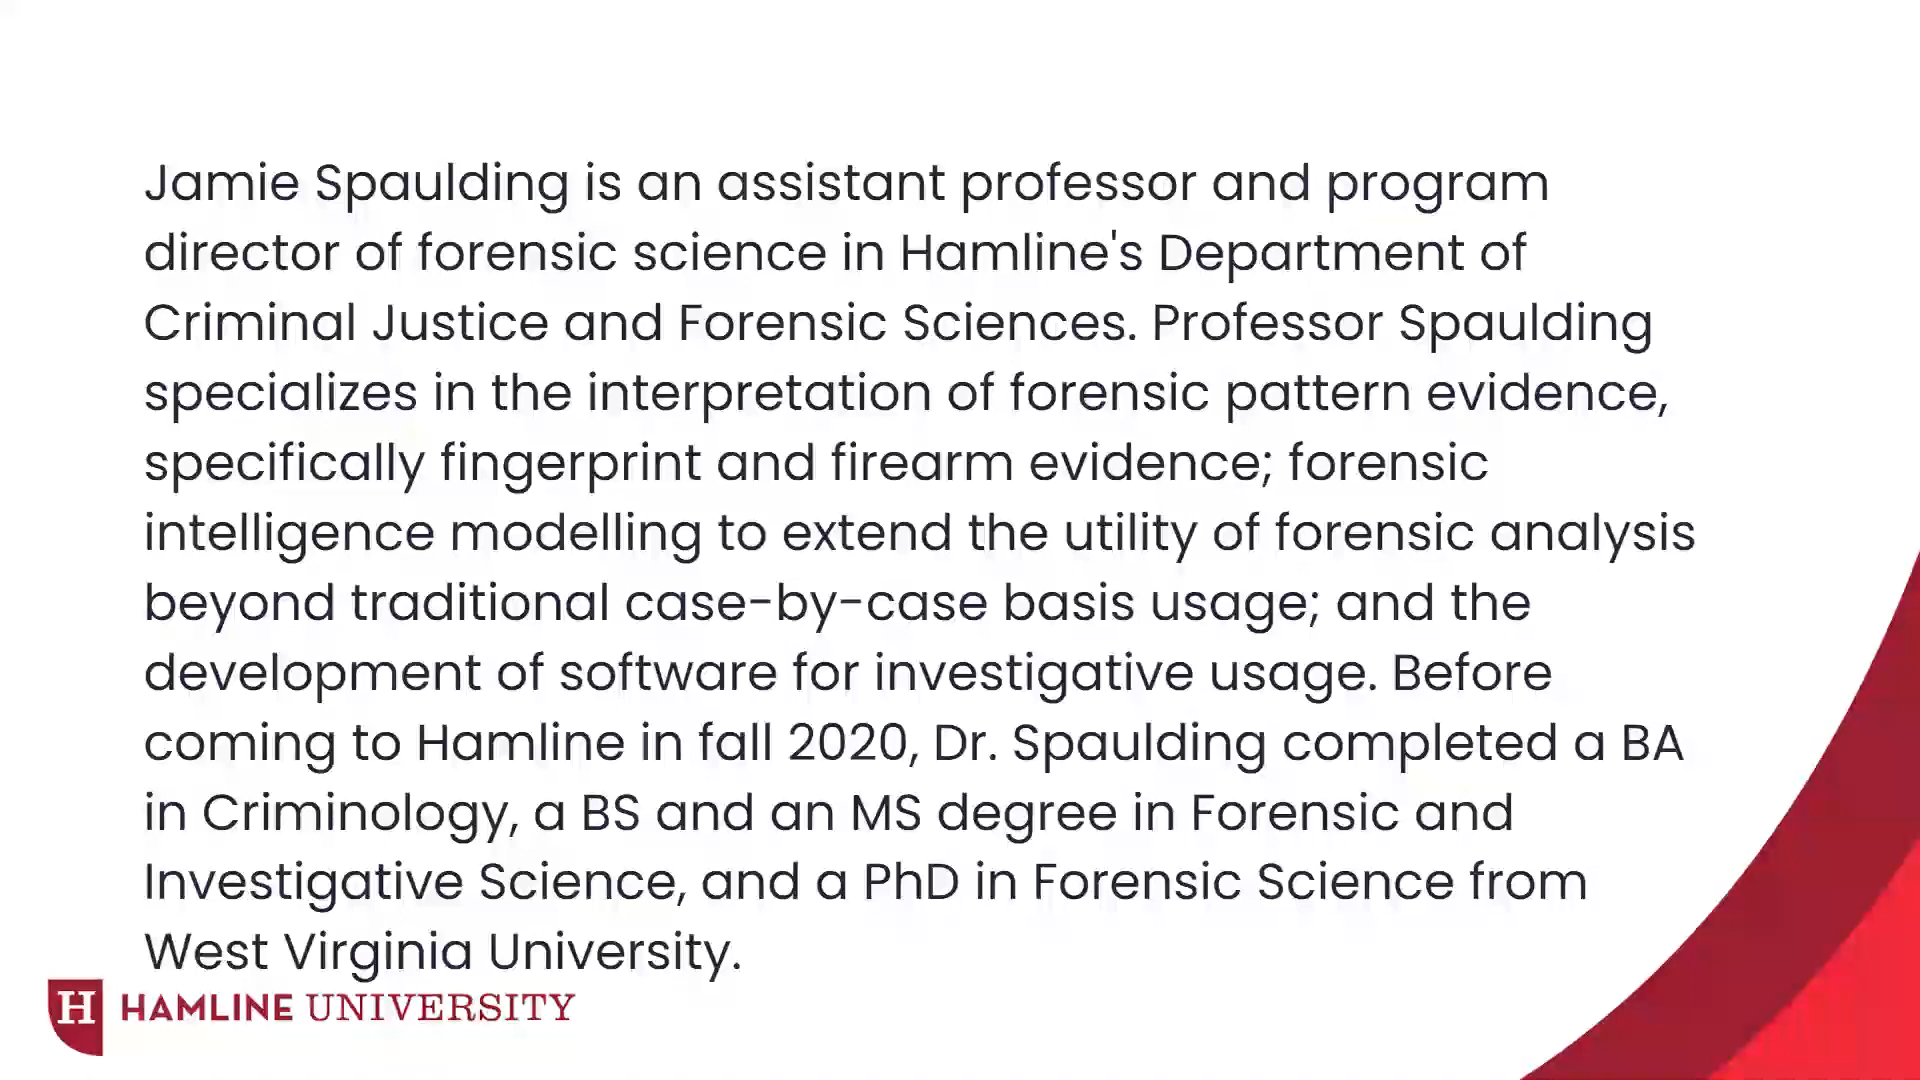 Jamie Spaulding is an assistant professor and program
director of forensic science in Hamline's Department of
Criminal Justice and Forensic Sciences. Professor Spaulding
specializes in the interpretation of forensic pattern evidence,
specifically fingerprint and firearm evidence; forensic
intelligence modelling to extend the utility of forensic analysis
beyond traditional case-by-case basis usage; and the
development of software for investigative usage. Before
coming to Hamline in fall 2020, Dr. Spaulding completed a BA
in Criminology, a BS and an MS degree in Forensic and
Investigative Science, and a PhD in Forensic Science from
West Virginia University.
H HAMLINE UNIVERSITY